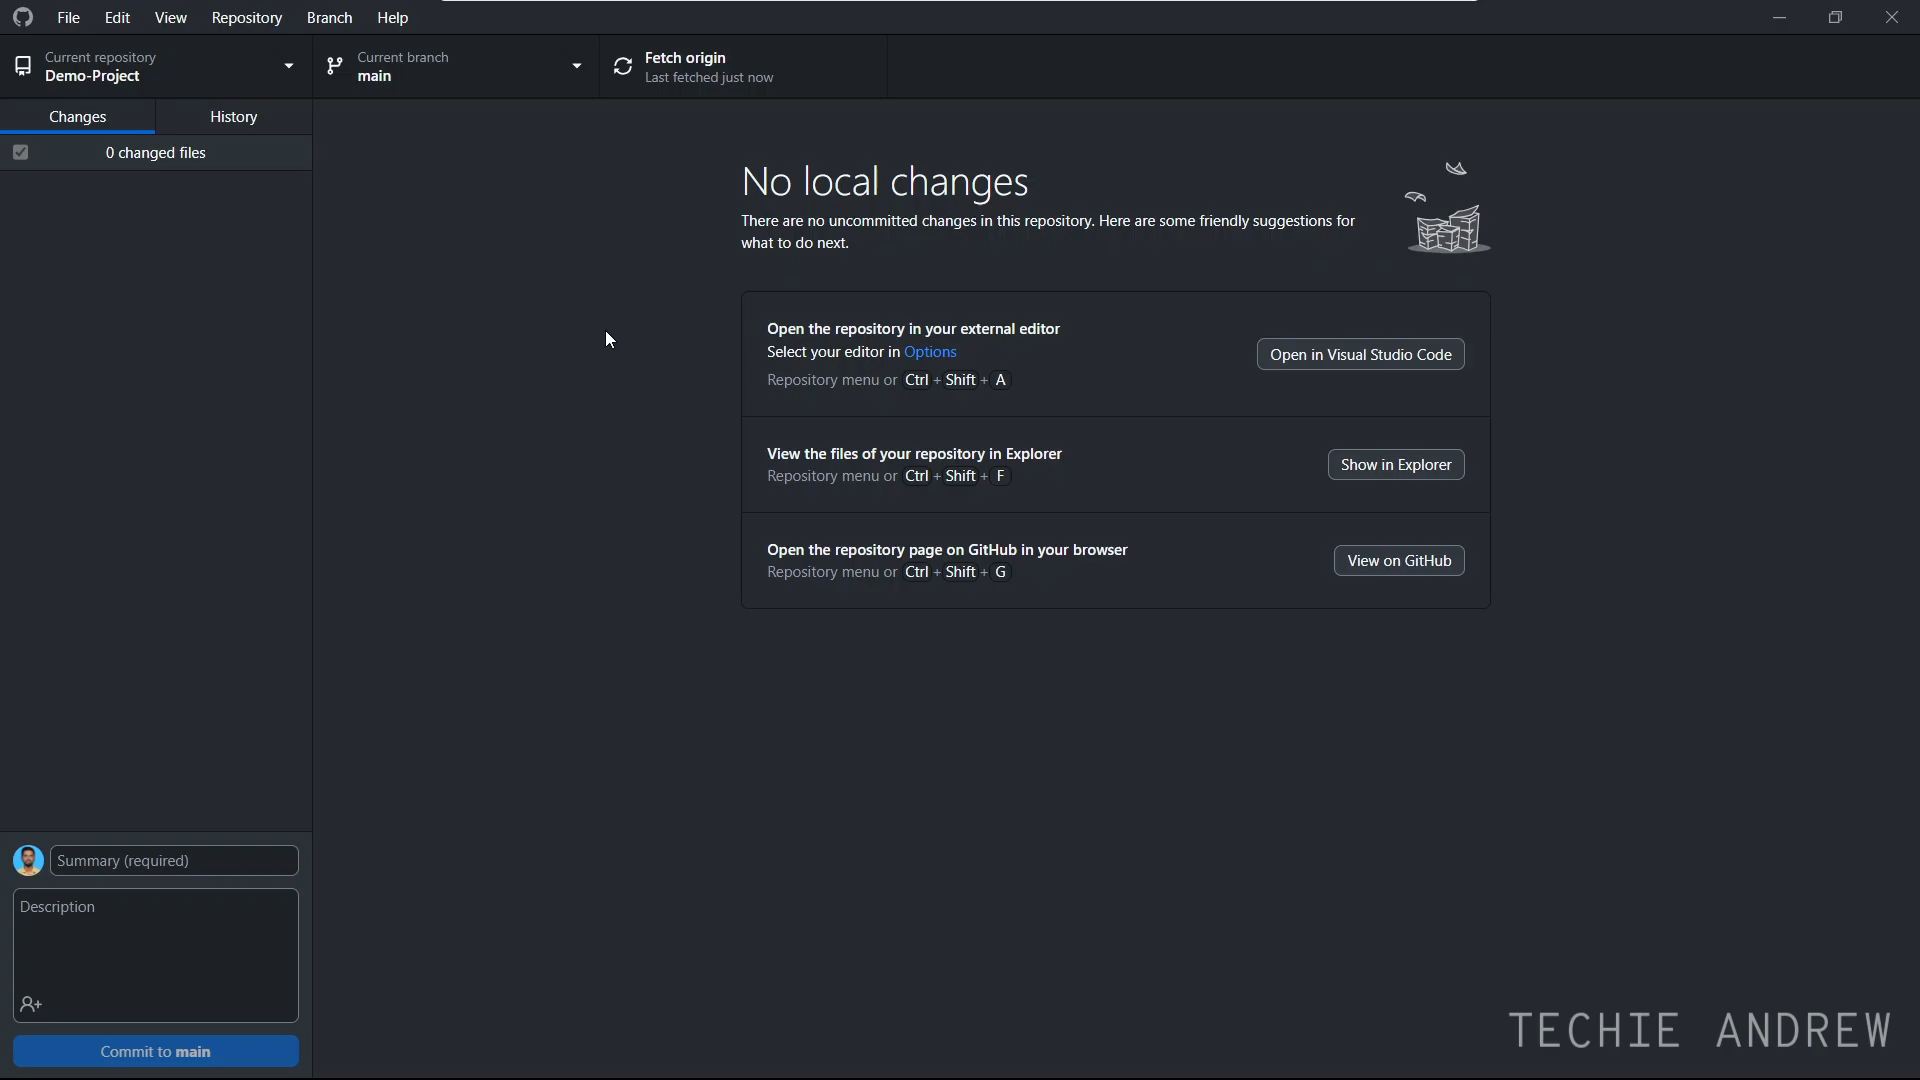 File Edit View Repository Branch Help
Current repository
Demo-Project
Current branch
main
Fetch origin
Last fetched just now
Changes
History
0 changed files
No local changes
There are no uncommitted changes in this repository. Here are some friendly suggestions for
what to do next.
Open the repository in your external editor
Select your editor in Options
Repository menu or Ctrl + Shift + A
Open in Visual Studio Code
View the files of your repository in Explorer
Repository menu or Ctrl + Shift + F
Show in Explorer
Open the repository page on GitHub in your browser
Repository menu or Ctrl + Shift + G
View on GitHub
Summary (required)
Description
Commit to main
TECHIE ANDREW